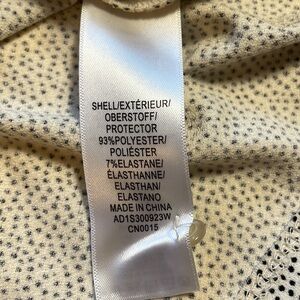 SHELL/EXTÉRIEUR/
OBERSTOFF/
PROTECTOR
93%POLYESTER/
POLIÉSTER
7%ELASTANE/
ÉLASTHANNE/
ELASTHAN/
ELASTANO
MADE IN CHINA
AD1S300923W
CN0015